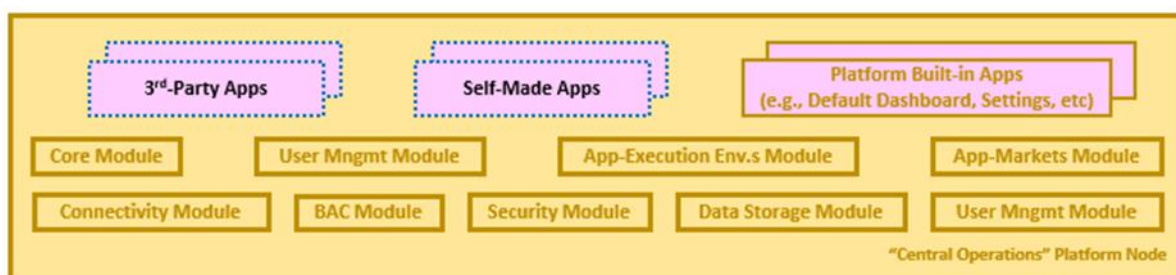 3rd-Party Apps
Self-Made Apps
Platform Built-in Apps
(e.g., Default Dashboard, Settings, etc)
Core Module
User Mngmt Module
App-Execution Env.s Module
App-Markets Module
Connectivity Module
BAC Module
Security Module
Data Storage Module
User Mngmt Module
“Central Operations” Platform Node